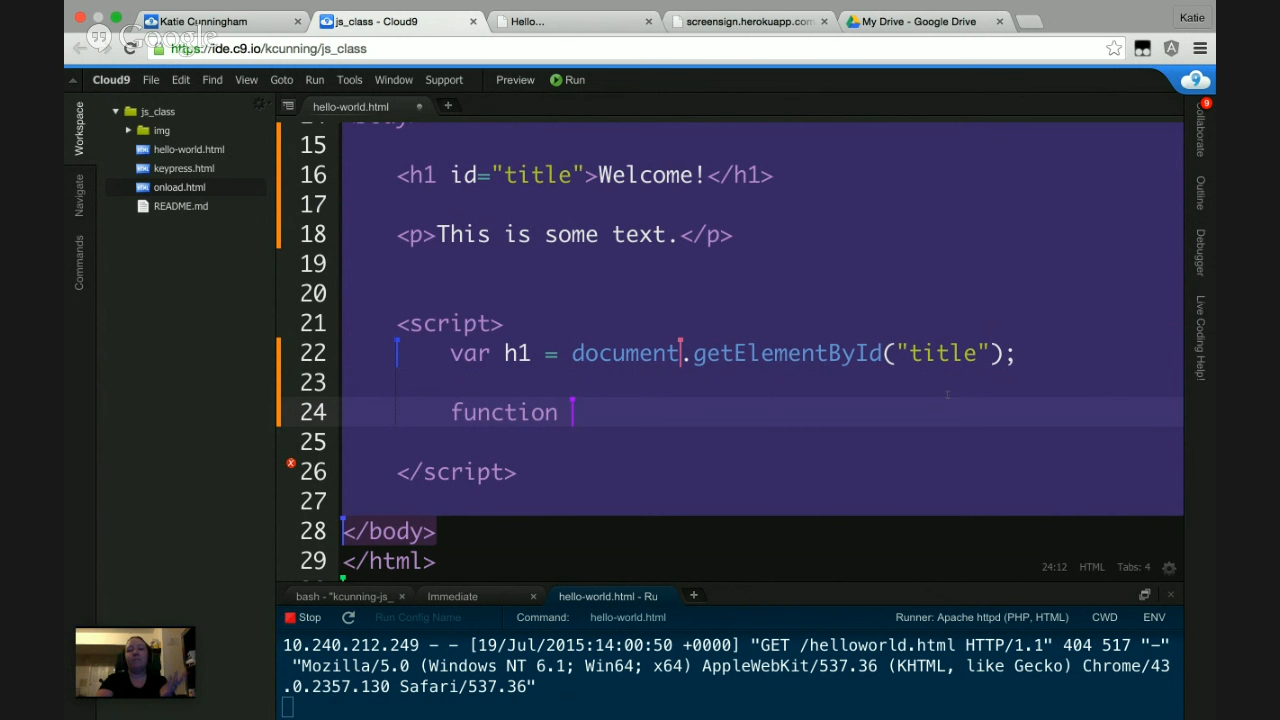 Katie Cunningham
js_class - Cloud9
Hello...
screensign.herokuapp.com/
My Drive - Google Drive
Katie
Google
https://ide.c9.io/kcunning/js_class
Cloud9 File Edit Find View Goto Run Tools Window Support Preview Run
Workspace
Navigate
Commands
js_class
img
hello-world.html
keypress.html
onload.html
README.md
hello-world.html
15
16 <h1 id="title">Welcome!</h1>
17
18 <p>This is some text.</p>
19
20
21 <script>
22 var h1 = document.getElementById("title");
23
24 function
25
26 </script>
27
28 </body>
29 </html>
24:12 HTML Tabs: 4
9
Collaborate
Outline
Debugger
Live Coding Help!
bash - "kcunning-js_
Immediate
hello-world.html - Ru
Stop Run Config Name Command: hello-world.html Runner: Apache httpd (PHP, HTML) CWD ENV
10.240.212.249 - - [19/Jul/2015:14:00:50 +0000] "GET /helloworld.html HTTP/1.1" 404 517 "-"
"Mozilla/5.0 (Windows NT 6.1; Win64; x64) AppleWebKit/537.36 (KHTML, like Gecko) Chrome/43
.0.2357.130 Safari/537.36"